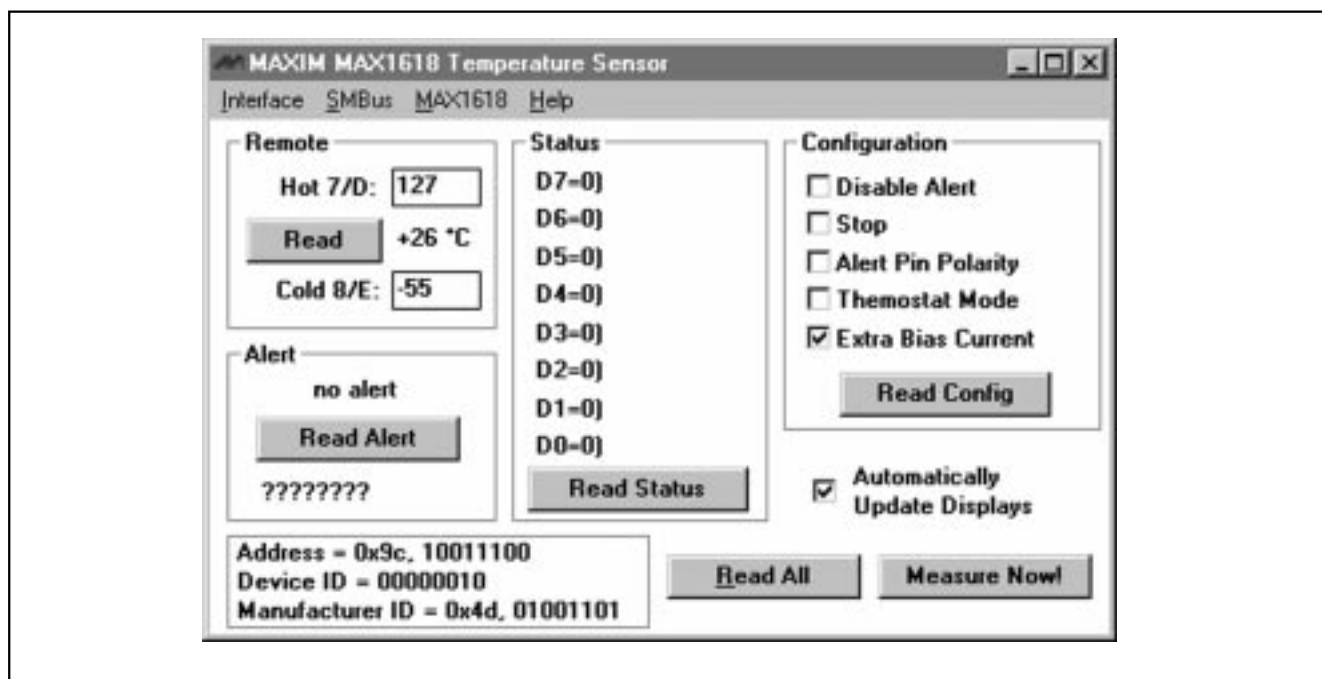 MAXIM MAX1618 Temperature Sensor
Interface SMBus MAX1618 Help
Remote
Hot 7/D: 127
Read +26 °C
Cold 8/E: -55
Alert
no alert
Read Alert
????????
Status
D7=0)
D6=0)
D5=0)
D4=0)
D3=0)
D2=0)
D1=0)
D0=0)
Read Status
Configuration
Disable Alert
Stop
Alert Pin Polarity
Themostat Mode
Extra Bias Current
Read Config
Automatically
Update Displays
Address = 0x9c, 10011100
Device ID = 00000010
Manufacturer ID = 0x4d, 01001101
Read All
Measure Now!